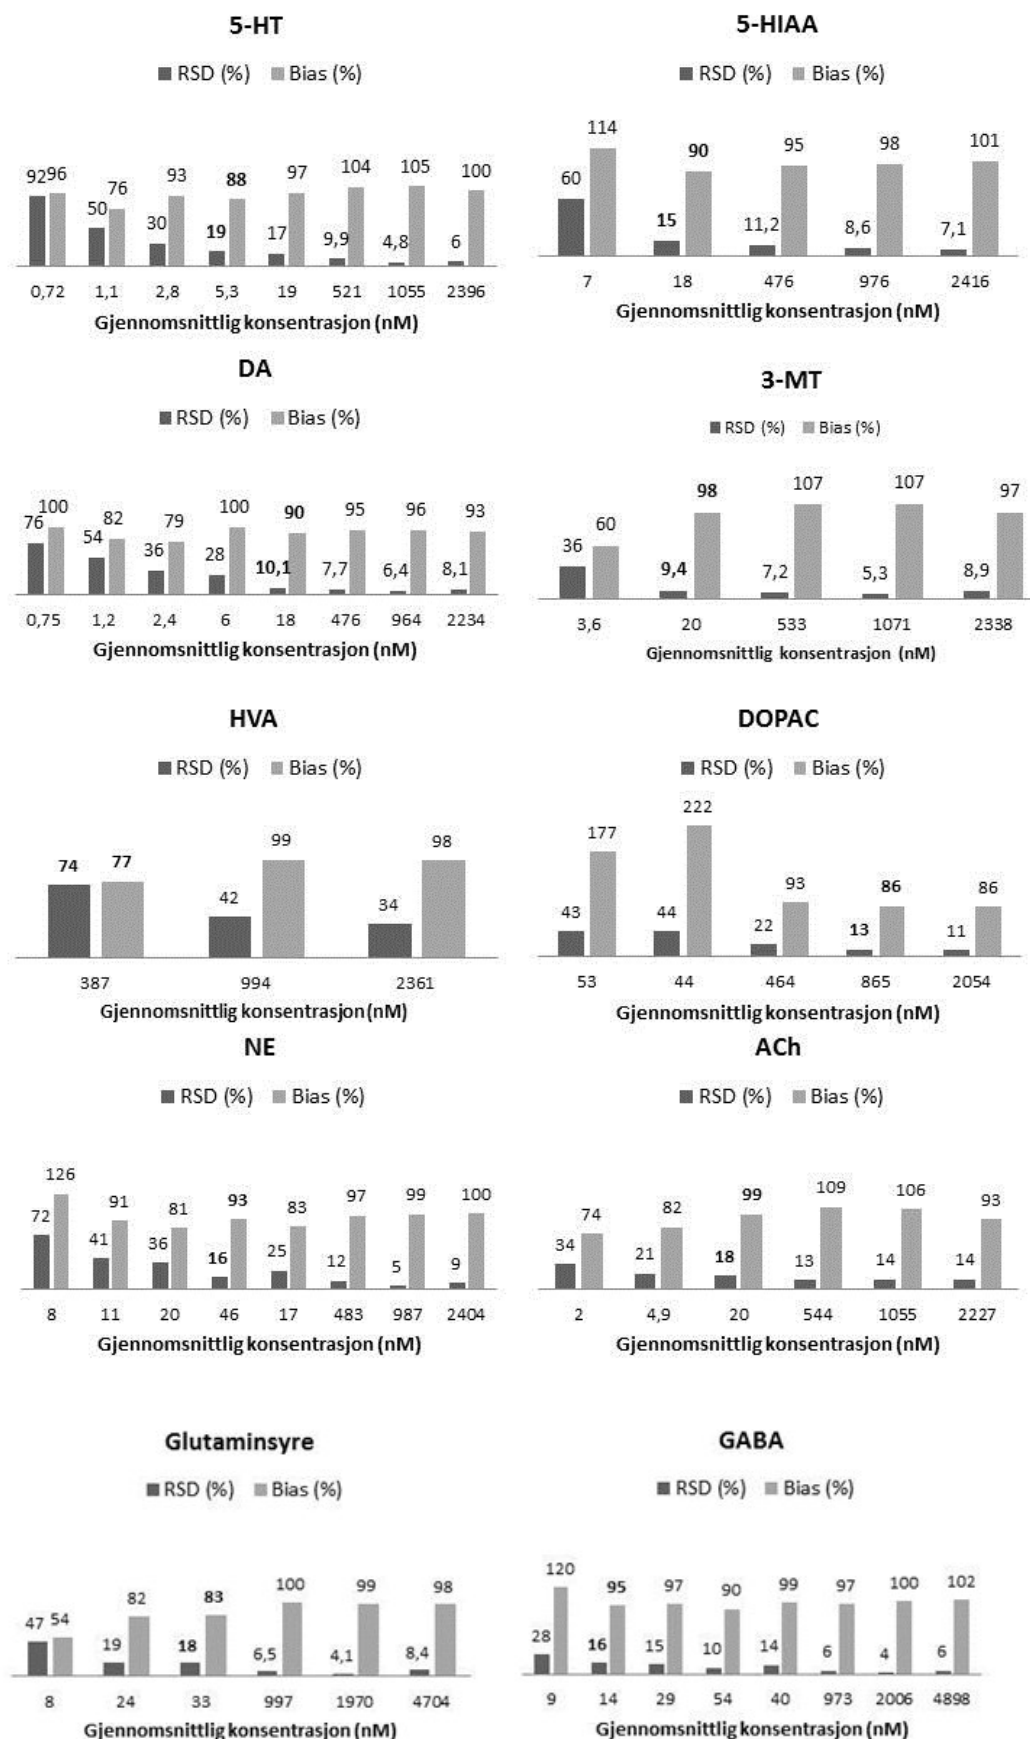 5-HT
RSD (%) Bias (%)
92 96 50 76 30 93 19 88 17 97 9,9 104 4,8 105 6 100
0,72 1,1 2,8 5,3 19 521 1055 2396
Gjennomsnittlig konsentrasjon (nM)
5-HIAA
RSD (%) Bias (%)
60 114 15 90 11,2 95 8,6 98 7,1 101
7 18 476 976 2416
Gjennomsnittlig konsentrasjon (nM)
DA
RSD (%) Bias (%)
76 100 54 82 36 79 28 100 10,1 90 7,7 95 6,4 96 8,1 93
0,75 1,2 2,4 6 18 476 964 2234
Gjennomsnittlig konsentrasjon (nM)
3-MT
RSD (%) Bias (%)
36 60 9,4 98 7,2 107 5,3 107 8,9 97
3,6 20 533 1071 2338
Gjennomsnittlig konsentrasjon (nM)
HVA
RSD (%) Bias (%)
74 77 42 99 34 98
387 994 2361
Gjennomsnittlig konsentrasjon (nM)
DOPAC
RSD (%) Bias (%)
43 177 44 222 22 93 13 86 11 86
53 44 464 865 2054
Gjennomsnittlig konsentrasjon (nM)
NE
RSD (%) Bias (%)
72 126 41 91 36 81 16 93 25 83 12 97 5 99 9 100
8 11 20 46 17 483 987 2404
Gjennomsnittlig konsentrasjon (nM)
ACh
RSD (%) Bias (%)
34 74 21 82 18 99 13 109 14 106 14 93
2 4,9 20 544 1055 2227
Gjennomsnittlig konsentrasjon (nM)
Glutaminsyre
RSD (%) Bias (%)
47 54 19 82 18 83 6,5 100 4,1 99 8,4 98
8 24 33 997 1970 4704
Gjennomsnittlig konsentrasjon (nM)
GABA
RSD (%) Bias (%)
28 120 16 95 15 97 10 90 14 99 6 97 4 100 6 102
9 14 29 54 40 973 2006 4898
Gjennomsnittlig konsentrasjon (nM)